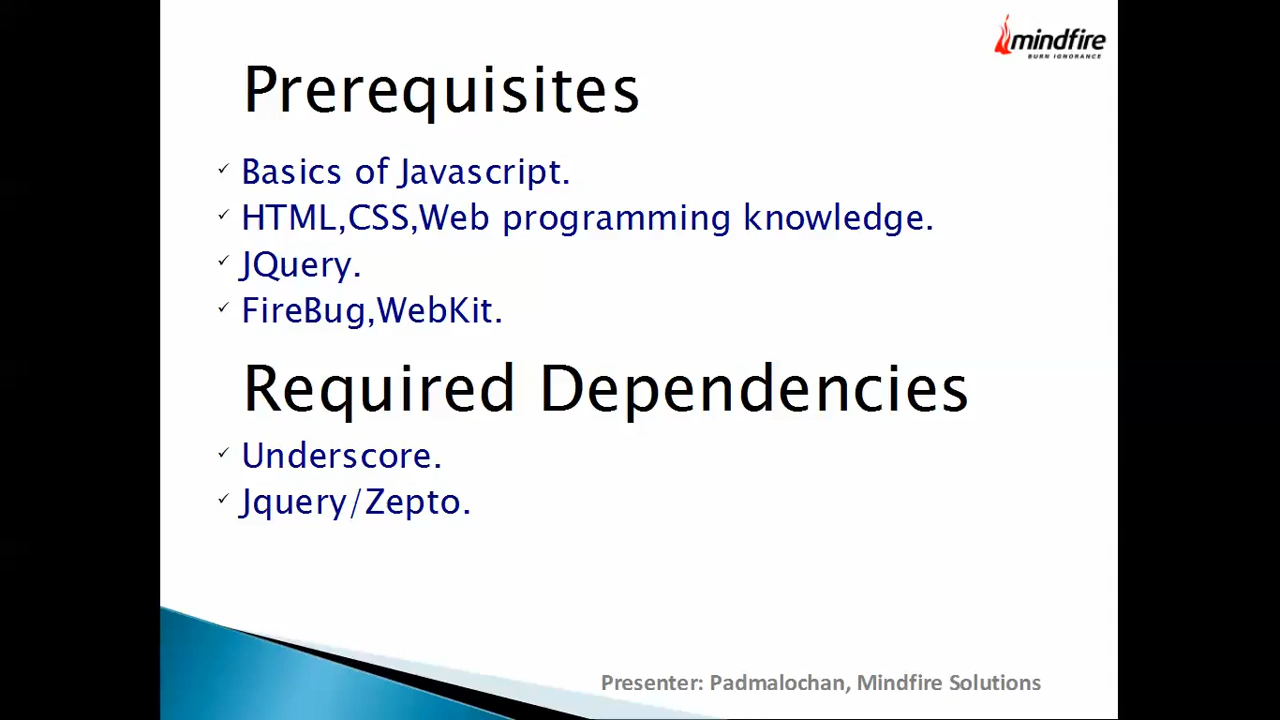 mindfire
BURN IGNORANCE
Prerequisites
Basics of Javascript.
HTML,CSS,Web programming knowledge.
JQuery.
FireBug,WebKit.
Required Dependencies
Underscore.
Jquery/Zepto.
Presenter: Padmalochan, Mindfire Solutions